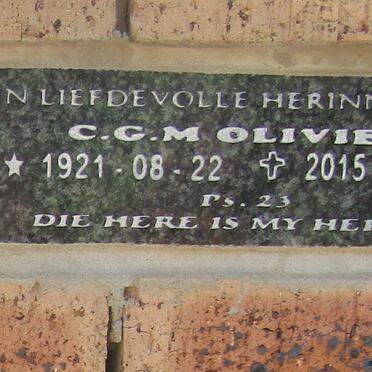 N LIEFDEVOLLE HERINN
C.G.M OLIVIE
1921 - 08 - 22 2015
Ps. 23
DIE HERE IS MY HE